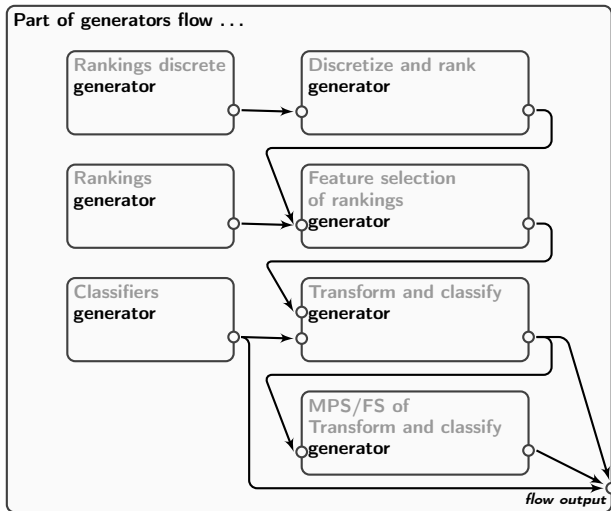 Part of generators flow ...
Rankings discrete
generator
Discretize and rank
generator
Rankings
generator
Feature selection
of rankings
generator
Classifiers
generator
Transform and classify
generator
MPS/FS of
Transform and classify
generator
flow output